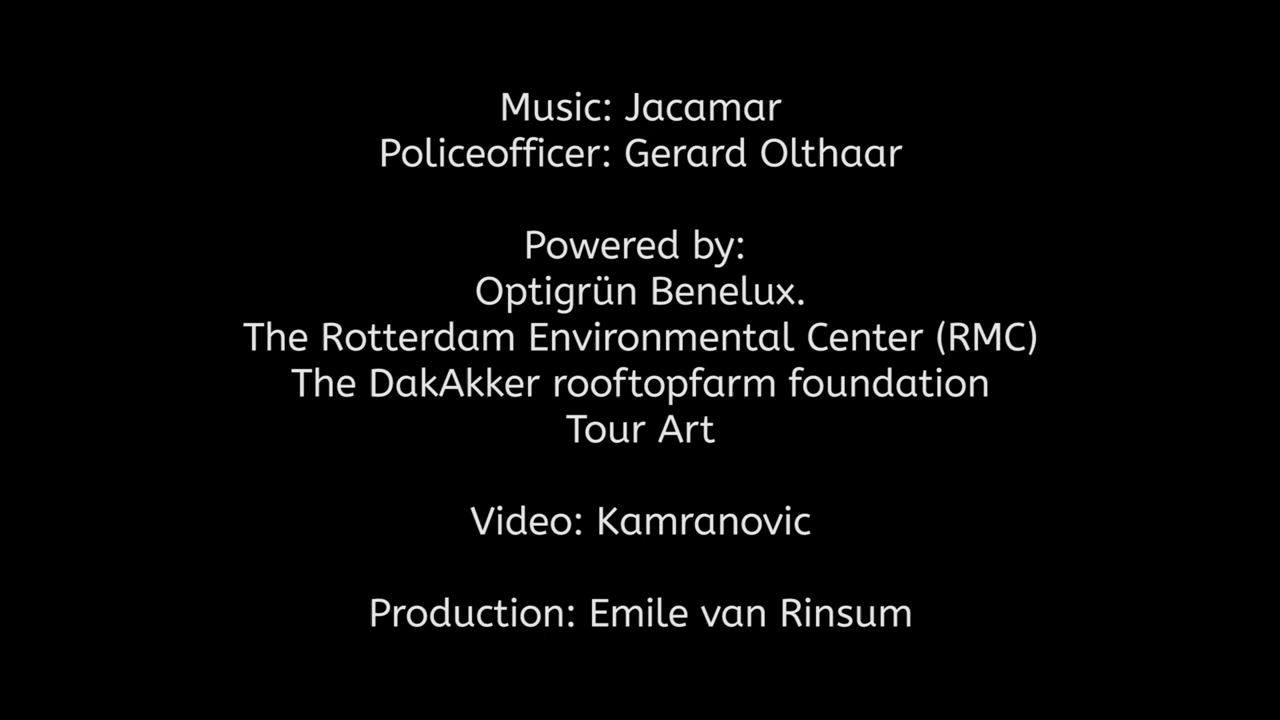 Music: Jacamar
Policeofficer: Gerard Olthaar
Powered by:
Optigrün Benelux.
The Rotterdam Environmental Center (RMC)
The DakAkker rooftopfarm foundation
Tour Art
Video: Kamranovic
Production: Emile van Rinsum